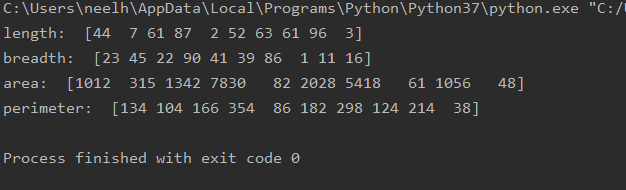 C:\Users\neelh\AppData\Local\Programs\Python\Python37\python.exe "C:/
length:  [44  7 61 87  2 52 63 61 96  3]
breadth:  [23 45 22 90 41 39 86  1 11 16]
area:  [1012  315 1342 7830   82 2028 5418   61 1056   48]
perimeter:  [134 104 166 354  86 182 298 124 214  38]
Process finished with exit code 0